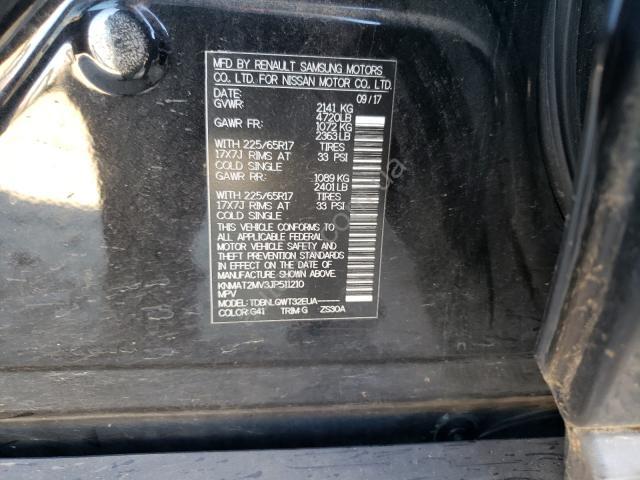 MFD BY RENAULT SAMSUNG MOTORS
CO. LTD. FOR NISSAN MOTOR CO. LTD.
DATE: 09/17
GVWR: 2141 KG
4720LB
GAWR FR: 1072 KG
2363LB
WITH 225/65R17 TIRES
17X7J RIMS AT 33 PSI
COLD SINGLE
GAWR RR: 1089 KG
2401LB
WITH 225/65R17 TIRES
17X7J RIMS AT 33 PSI
COLD SINGLE
THIS VEHICLE CONFORMS TO
ALL APPLICABLE FEDERAL
MOTOR VEHICLE SAFETY AND
THEFT PREVENTION STANDARDS
IN EFFECT ON THE DATE OF
MANUFACTURE SHOWN ABOVE.
KNMAT2MV3JP511210
MPV
MODEL: TDBNLQWT32EUA-----
COLOR: G41 TRIM: G ZS30A